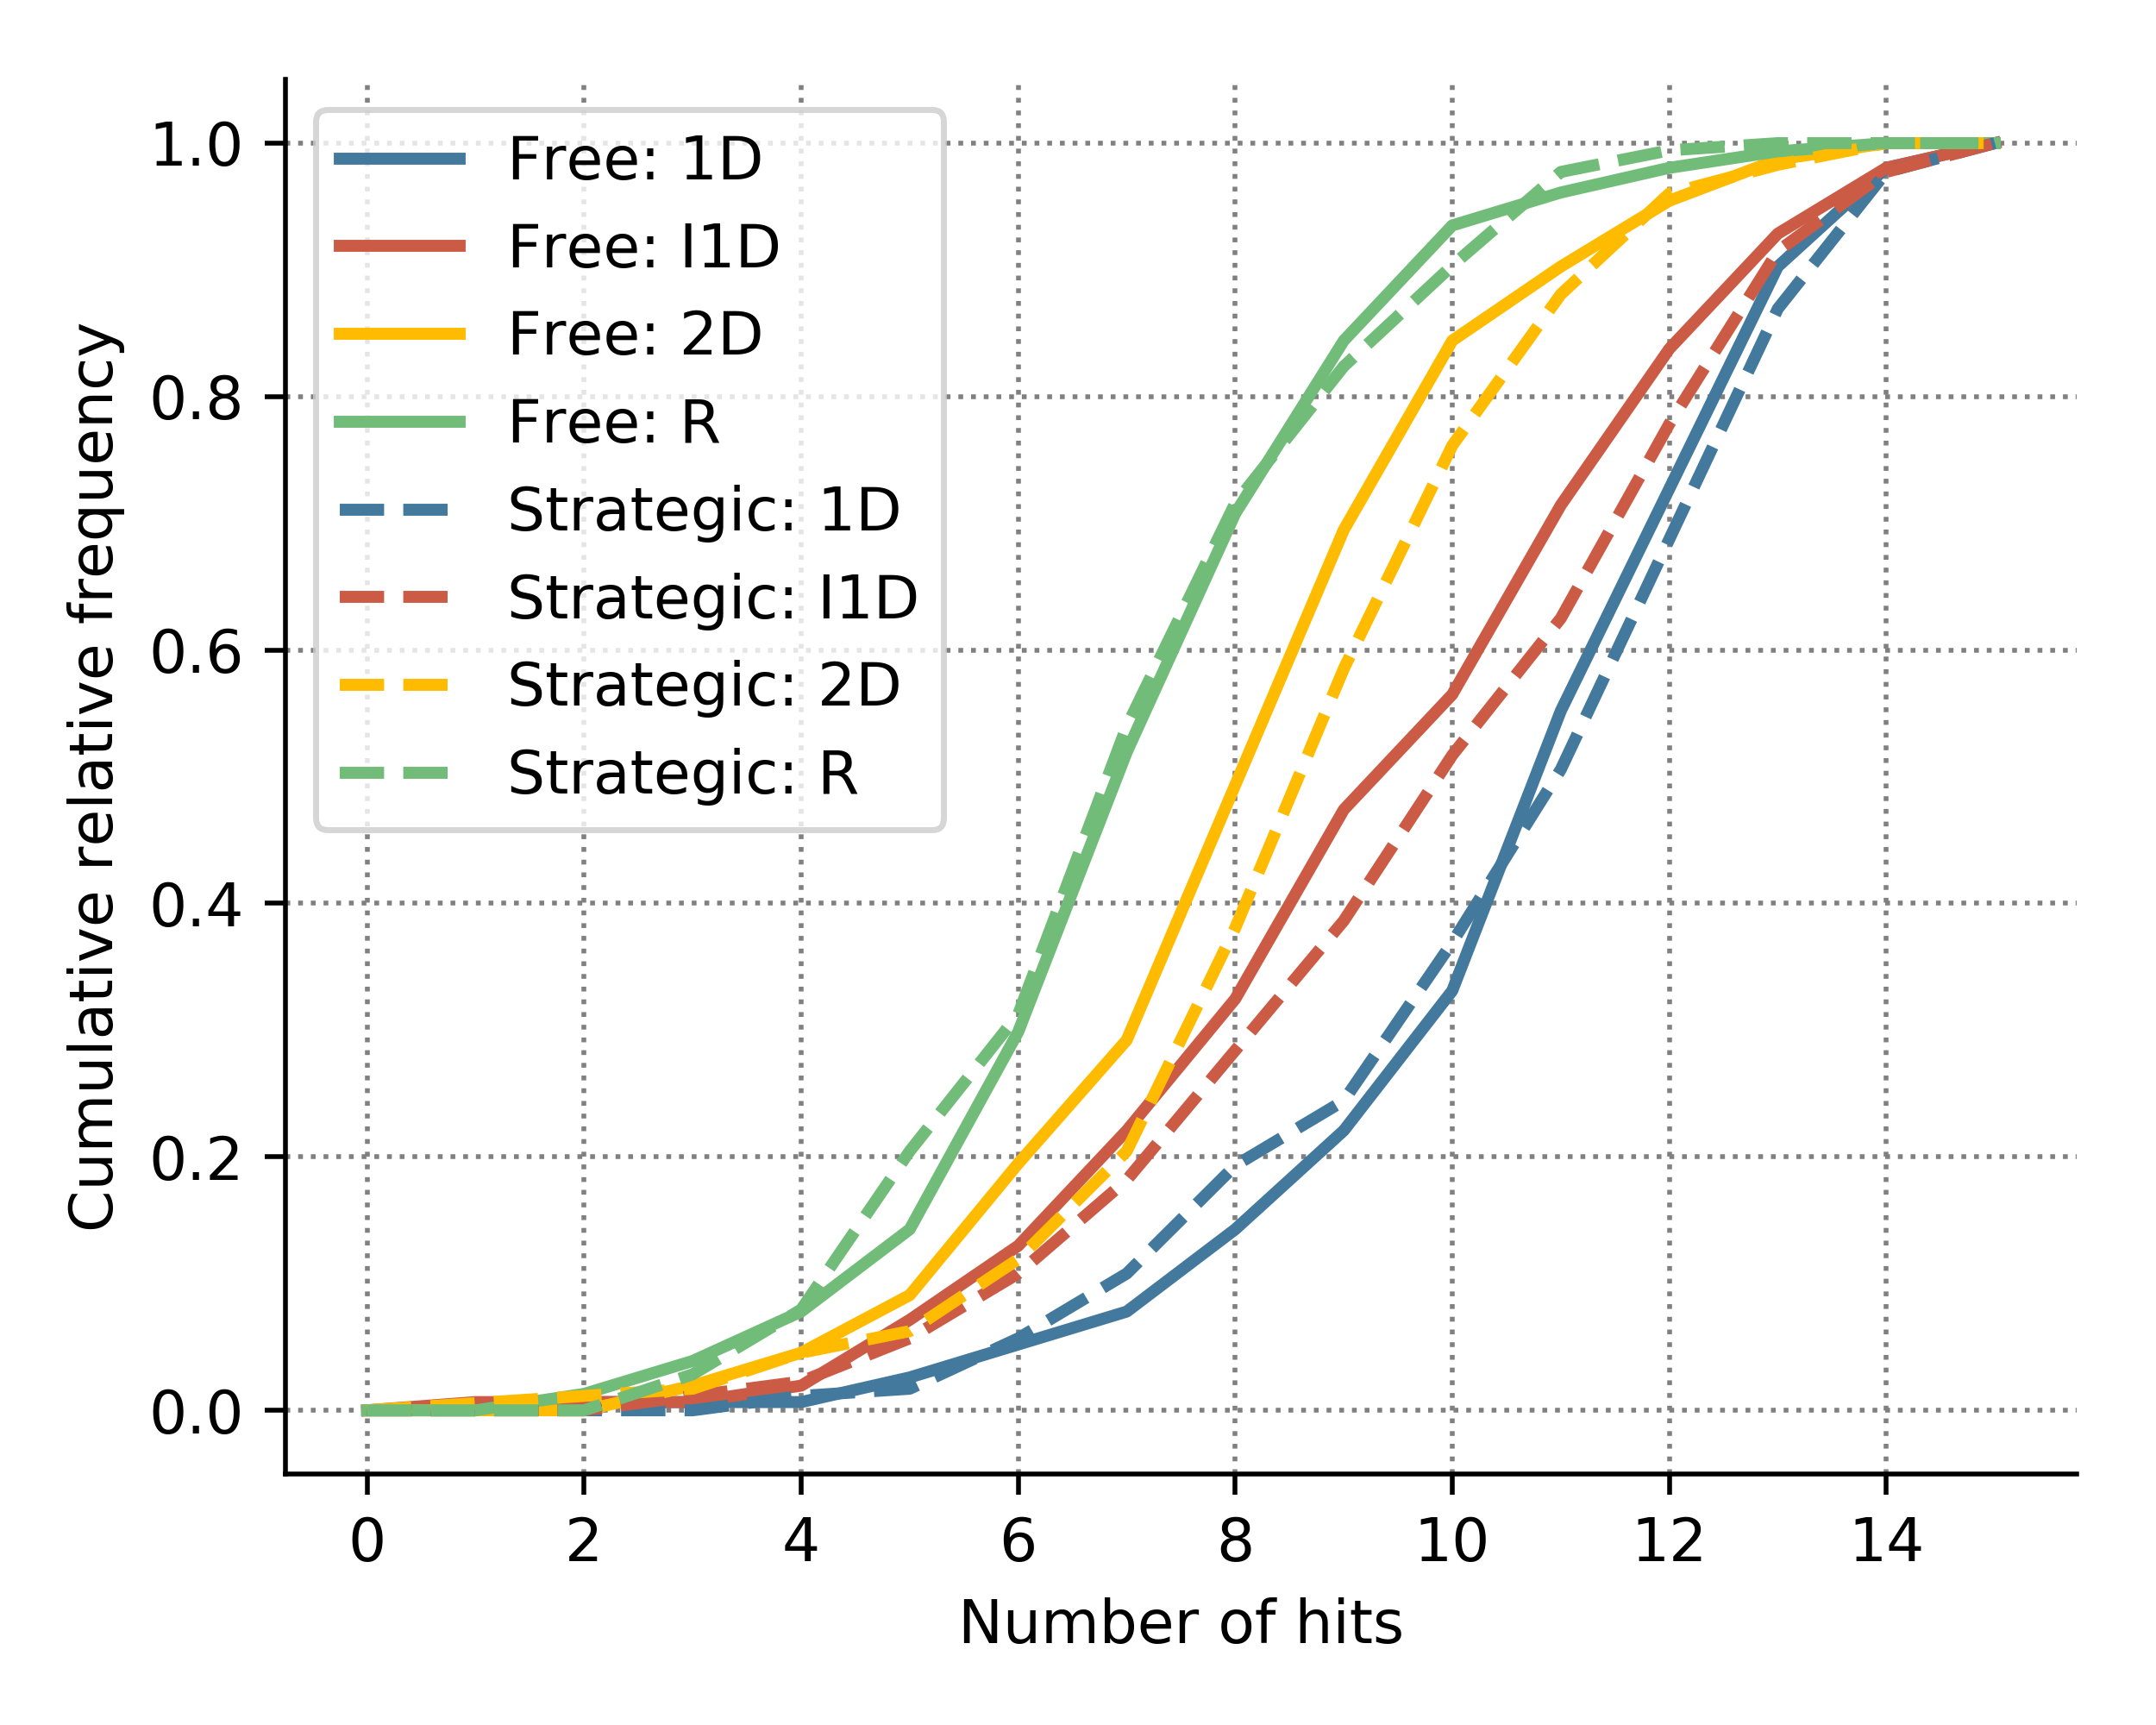 1.0
0.8
0.6
0.4
0.2
0.0
Cumulative relative frequency
Free: 1D
Free: I1D
Free: 2D
Free: R
Strategic: 1D
Strategic: I1D
Strategic: 2D
Strategic: R
0 2 4 6 8 10 12 14
Number of hits